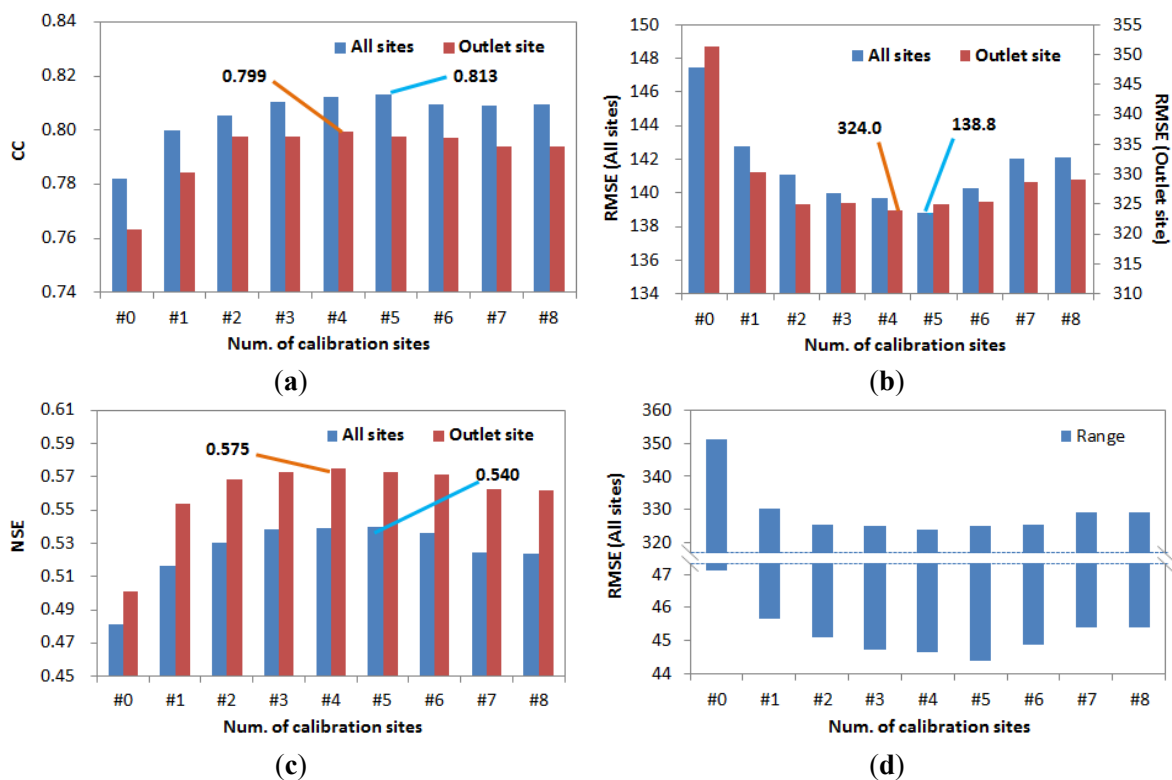 0.84
0.82
0.80
0.78
0.76
0.74
CC
All sites Outlet site
0.799 0.813
#0 #1 #2 #3 #4 #5 #6 #7 #8
Num. of calibration sites
(a)
150
148
146
144
142
140
138
136
134
RMSE (All sites)
All sites Outlet site
324.0 138.8
355
350
345
340
335
330
325
320
315
310
RMSE (Outlet site)
#0 #1 #2 #3 #4 #5 #6 #7 #8
Num. of calibration sites
(b)
0.61
0.59
0.57
0.55
0.53
0.51
0.49
0.47
0.45
NSE
All sites Outlet site
0.575 0.540
#0 #1 #2 #3 #4 #5 #6 #7 #8
Num. of calibration sites
(c)
360
350
330
320
47
46
45
44
RMSE (All sites)
Range
#0 #1 #2 #3 #4 #5 #6 #7 #8
Num. of calibration sites
(d)